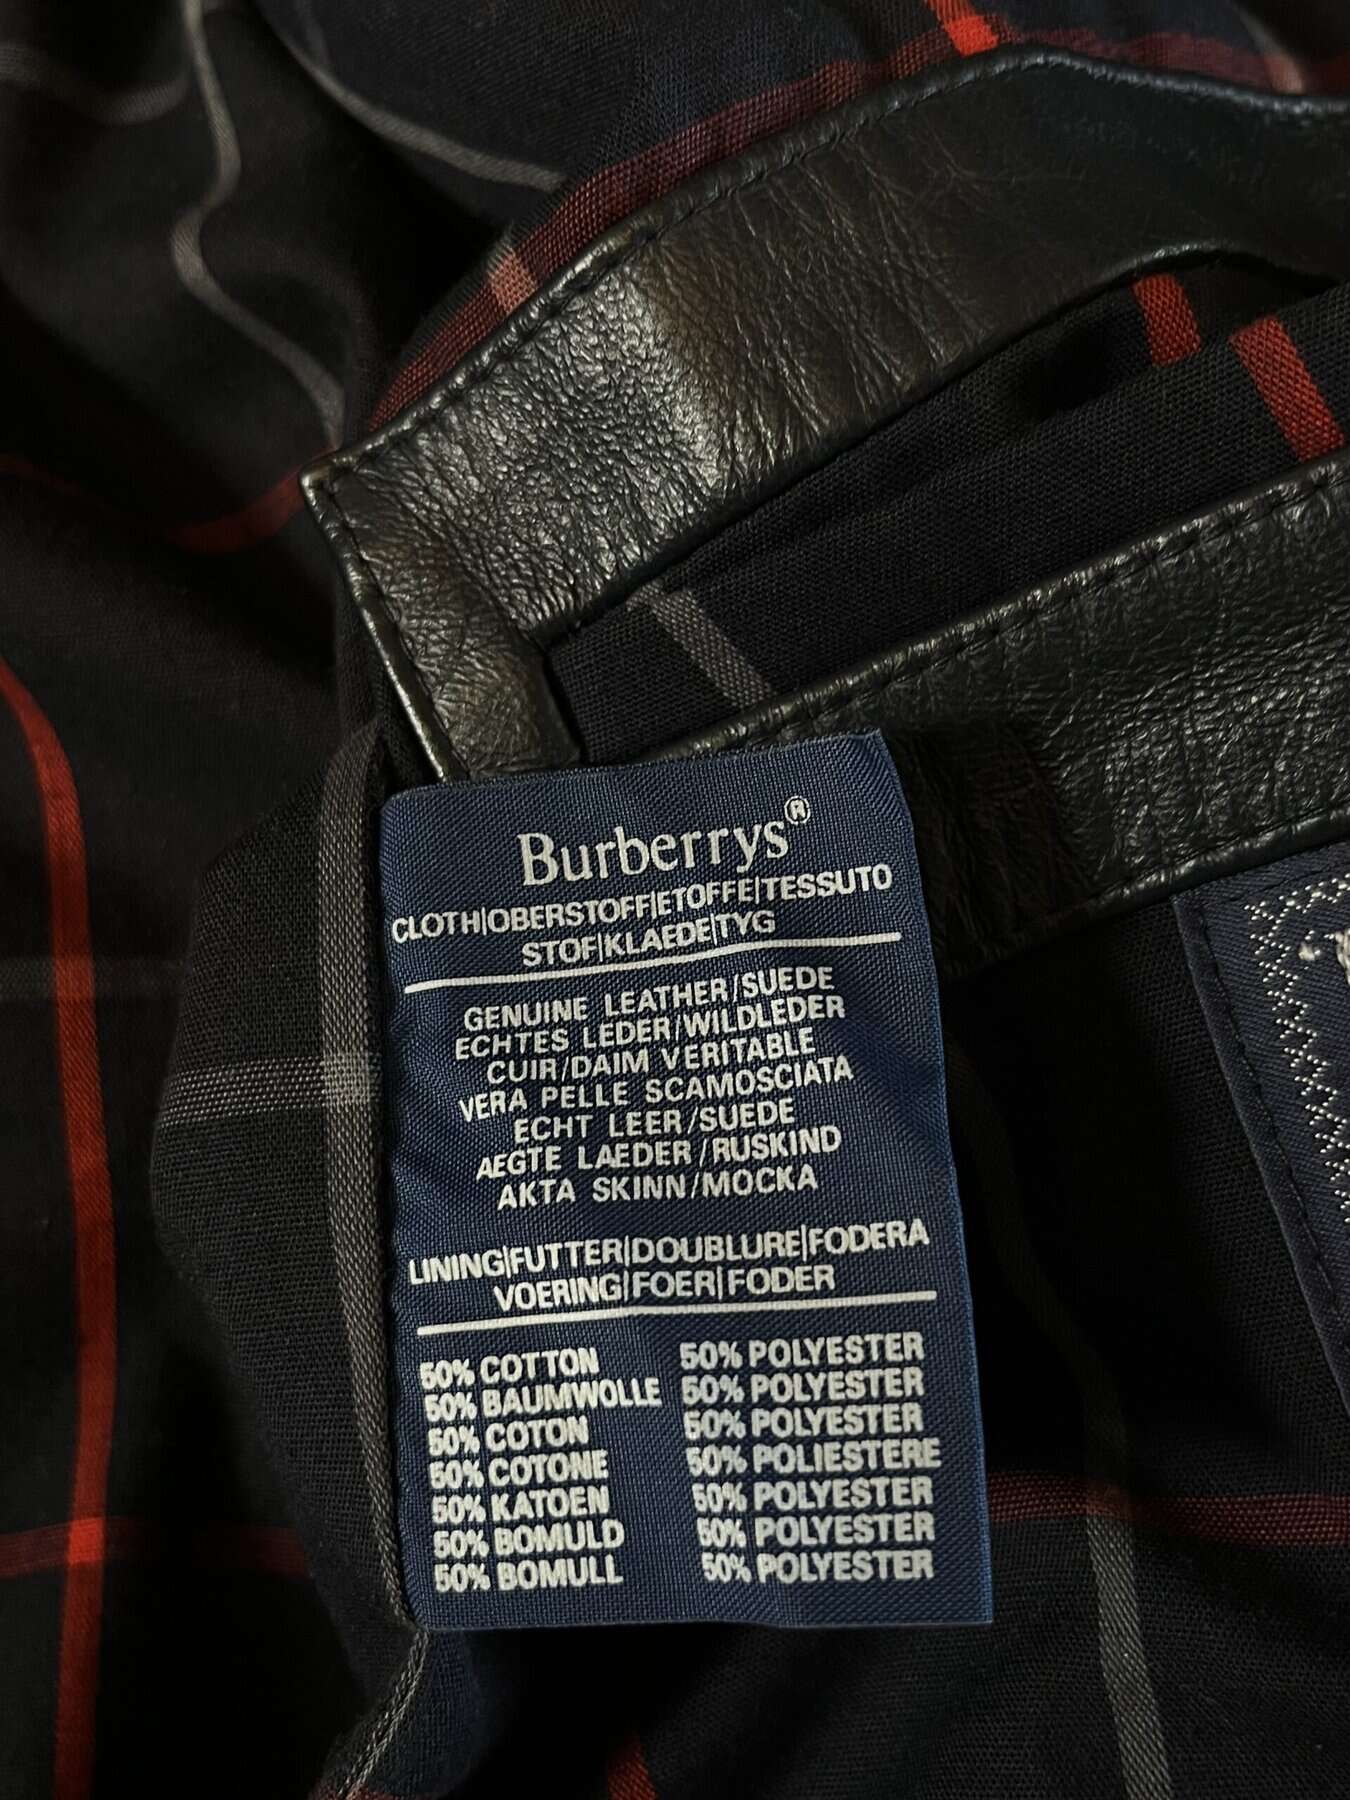 Burberrys®
CLOTH|OBERSTOFF|ETOFFE|TESSUTO
STOF|KLAEDE|TYG
GENUINE LEATHER/SUEDE
ECHTES LEDER/WILDLEDER
CUIR/DAIM VERITABLE
VERA PELLE SCAMOSCIATA
ECHT LEER/SUEDE
AEGTE LAEDER/RUSKIND
AKTA SKINN/MOCKA
LINING|FUTTER|DOUBLURE|FODERA
VOERING|FOER|FODER
50% COTTON 50% POLYESTER
50% BAUMWOLLE 50% POLYESTER
50% COTON 50% POLYESTER
50% COTONE 50% POLIESTERE
50% KATOEN 50% POLYESTER
50% BOMULD 50% POLYESTER
50% BOMULL 50% POLYESTER